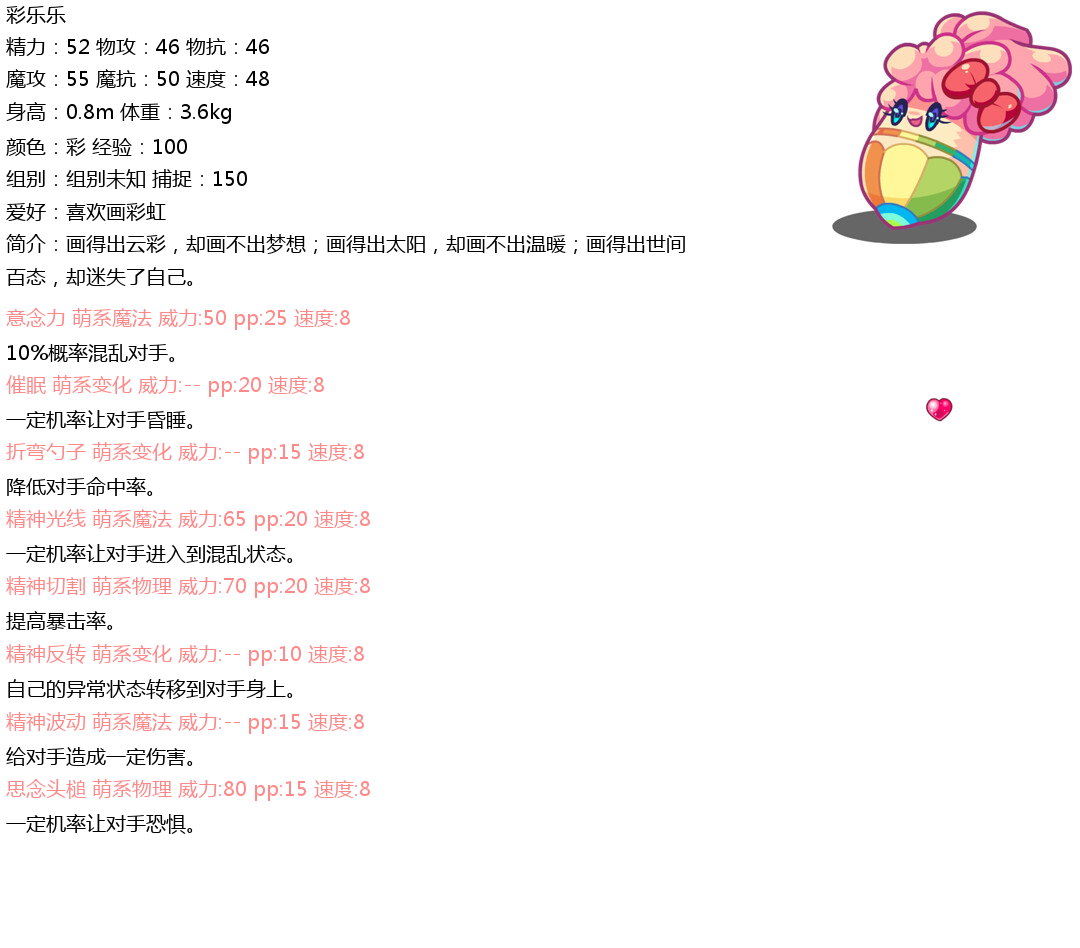 彩乐乐
精力：52 物攻：46 物抗：46
魔攻：55 魔抗：50 速度：48
身高：0.8m 体重：3.6kg
颜色：彩 经验：100
组别：组别未知 捕捉：150
爱好：喜欢画彩虹
简介：画得出云彩，却画不出梦想；画得出太阳，却画不出温暖；画得出世间
百态，却迷失了自己。
意念力 萌系魔法 威力:50 pp:25 速度:8
10%概率混乱对手。
催眠 萌系变化 威力:-- pp:20 速度:8
一定机率让对手昏睡。
折弯勺子 萌系变化 威力:-- pp:15 速度:8
降低对手命中率。
精神光线 萌系魔法 威力:65 pp:20 速度:8
一定机率让对手进入到混乱状态。
精神切割 萌系物理 威力:70 pp:20 速度:8
提高暴击率。
精神反转 萌系变化 威力:-- pp:10 速度:8
自己的异常状态转移到对手身上。
精神波动 萌系魔法 威力:-- pp:15 速度:8
给对手造成一定伤害。
思念头槌 萌系物理 威力:80 pp:15 速度:8
一定机率让对手恐惧。